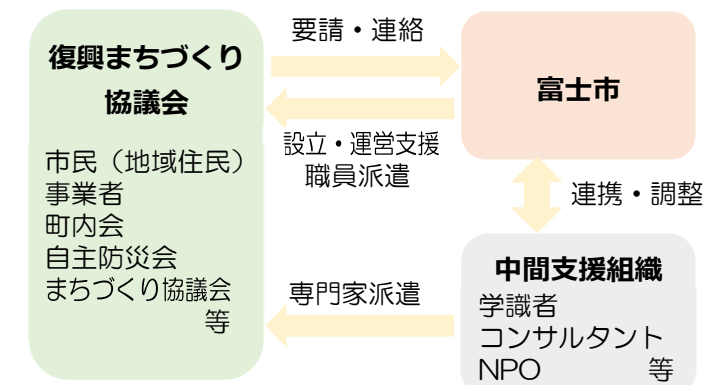 復興まちづくり
協議会
市民（地域住民）
事業者
町内会
自主防災会
まちづくり協議会
等
要請・連絡
設立・運営支援
職員派遣
専門家派遣
富士市
連携・調整
中間支援組織
学識者
コンサルタント
NPO 等